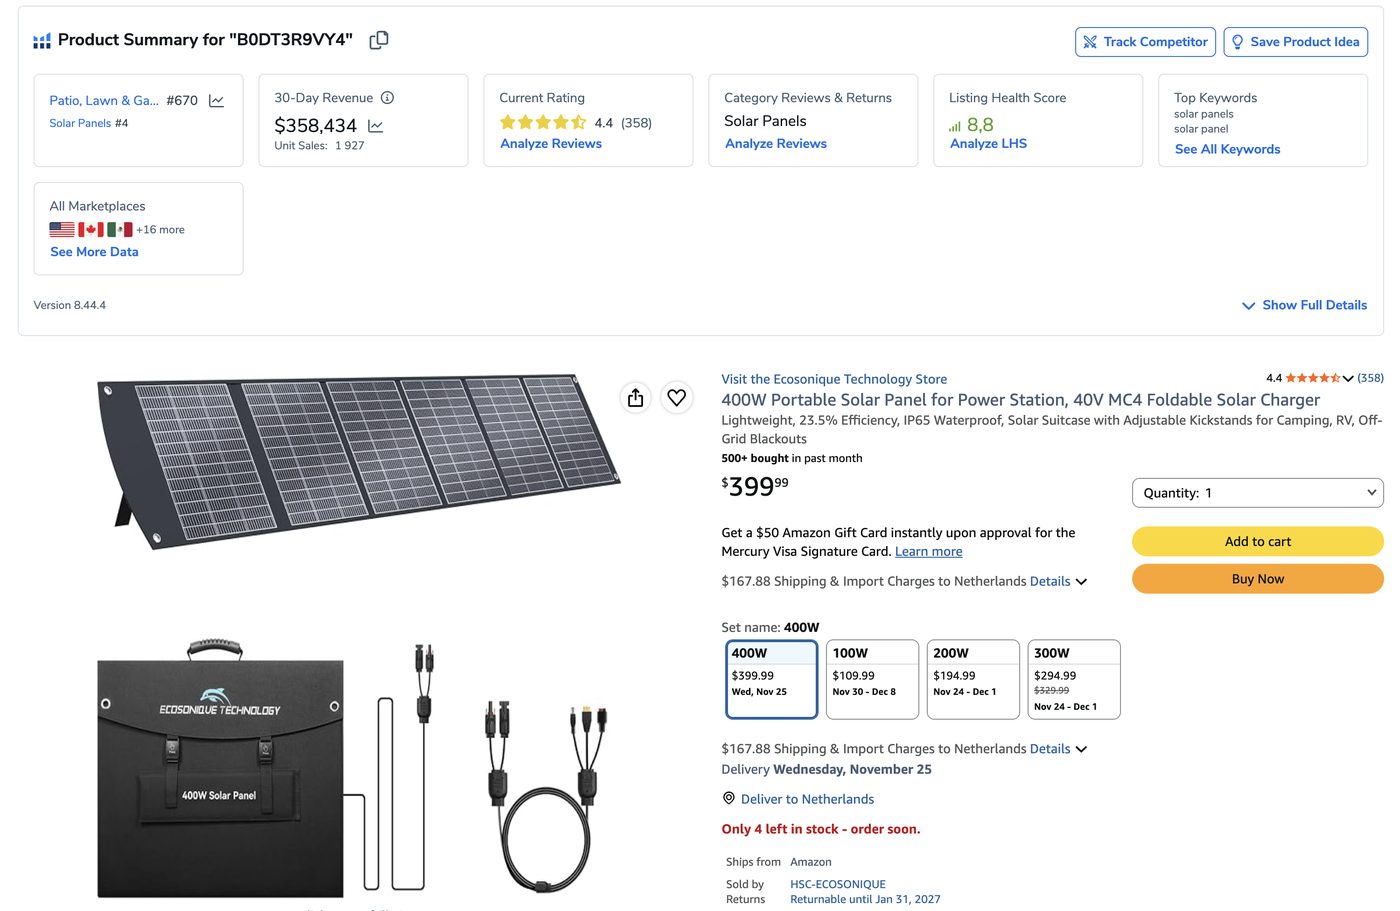 Product Summary for "B0DT3R9VY4"
Track Competitor
Save Product Idea
Patio, Lawn & Ga... #670
Solar Panels #4
30-Day Revenue
$358,434
Unit Sales: 1 927
Current Rating
4.4 (358)
Analyze Reviews
Category Reviews & Returns
Solar Panels
Analyze Reviews
Listing Health Score
8,8
Analyze LHS
Top Keywords
solar panels
solar panel
See All Keywords
All Marketplaces
+16 more
See More Data
Version 8.44.4
Show Full Details
Visit the Ecosonique Technology Store
4.4 (358)
400W Portable Solar Panel for Power Station, 40V MC4 Foldable Solar Charger
Lightweight, 23.5% Efficiency, IP65 Waterproof, Solar Suitcase with Adjustable Kickstands for Camping, RV, Off-
Grid Blackouts
500+ bought in past month
$399.99
Quantity: 1
Add to cart
Buy Now
Get a $50 Amazon Gift Card instantly upon approval for the
Mercury Visa Signature Card. Learn more
$167.88 Shipping & Import Charges to Netherlands Details
Set name: 400W
400W
$399.99
Wed, Nov 25
100W
$109.99
Nov 30 - Dec 8
200W
$194.99
Nov 24 - Dec 1
300W
$294.99
$329.99
Nov 24 - Dec 1
$167.88 Shipping & Import Charges to Netherlands Details
Delivery Wednesday, November 25
Deliver to Netherlands
Only 4 left in stock - order soon.
Ships from Amazon
Sold by HSC-ECOSONIQUE
Returns Returnable until Jan 31, 2027
ECOSONIQUE TECHNOLOGY
400W Solar Panel